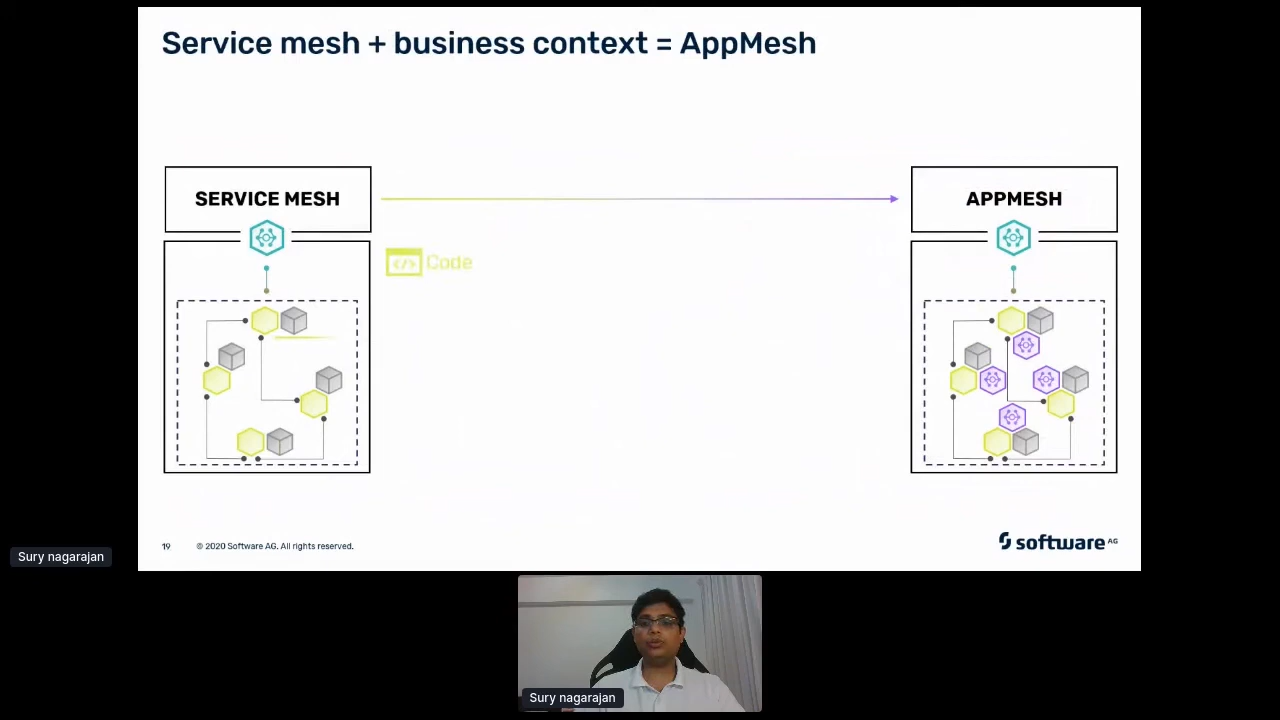 Service mesh + business context = AppMesh
SERVICE MESH
APPMESH
</> Code
19
© 2020 Software AG. All rights reserved.
software AG
Sury nagarajan
Sury nagarajan